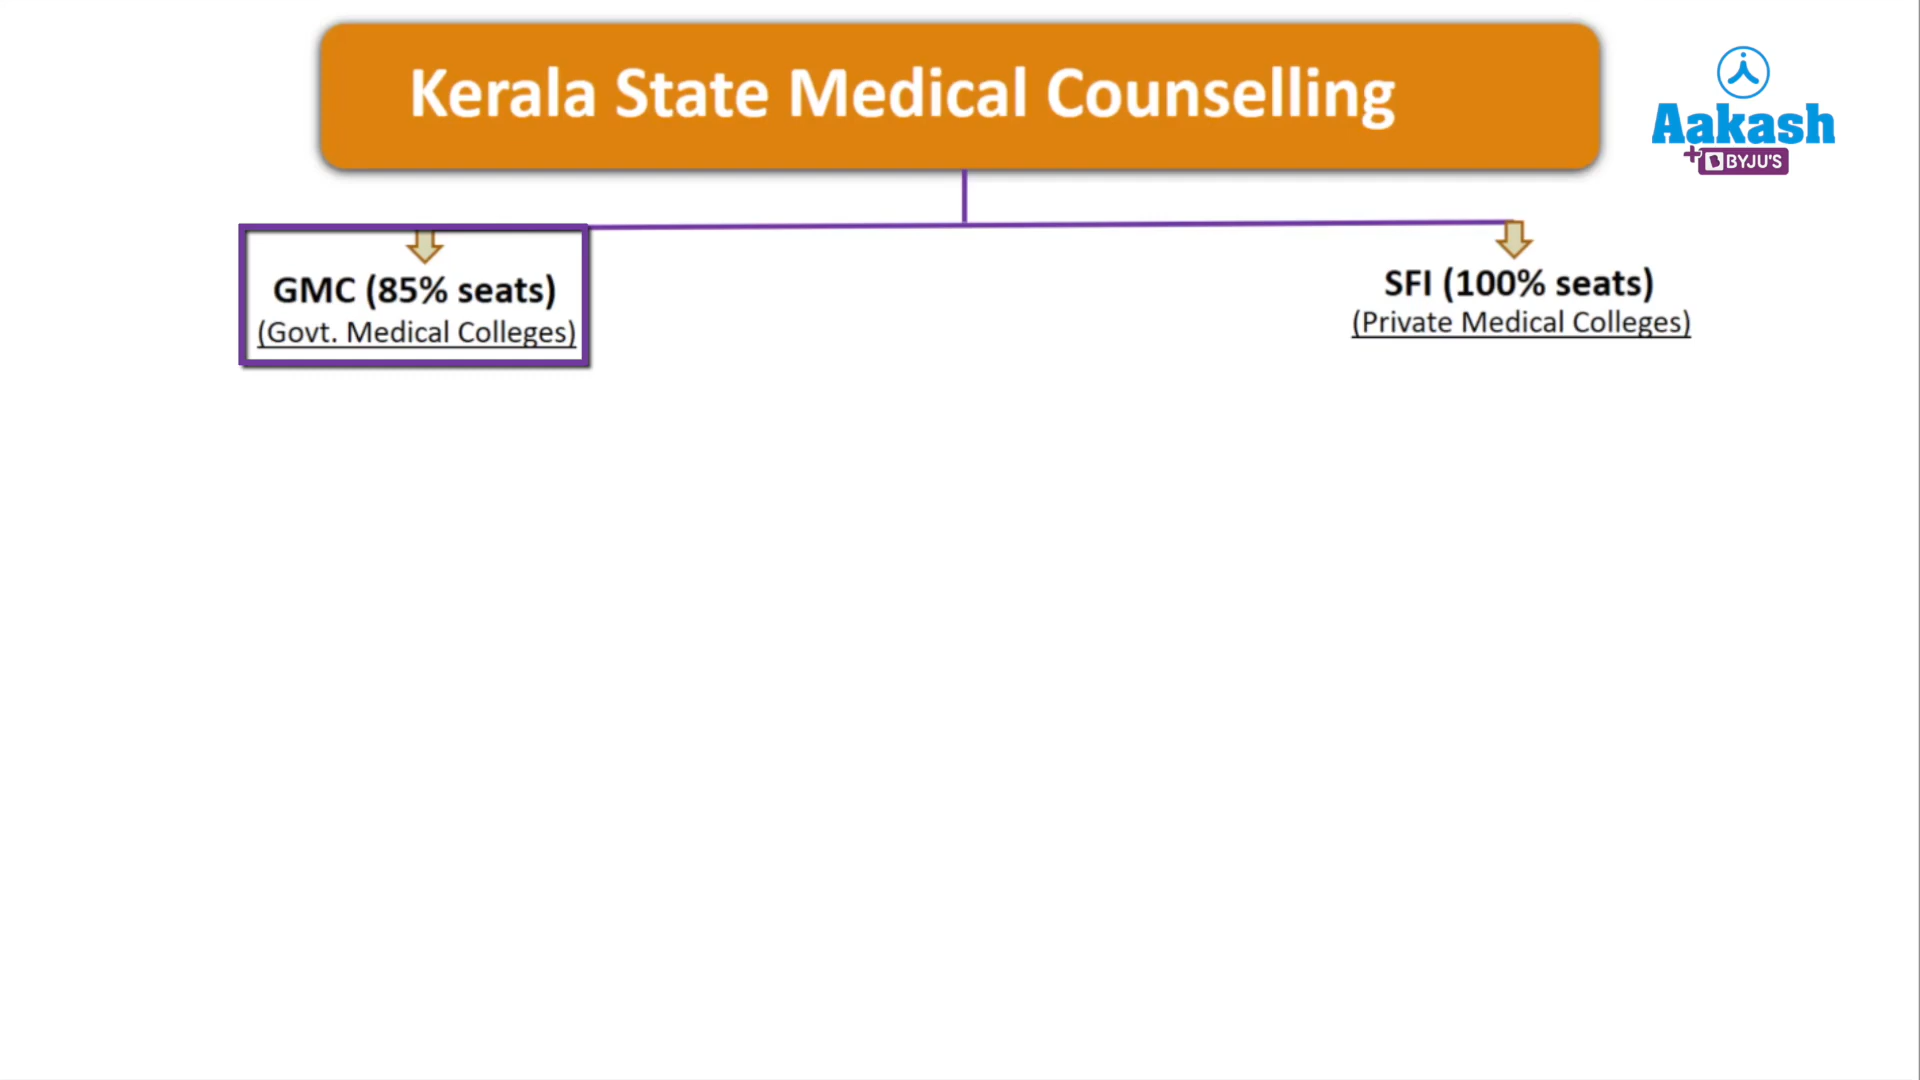 Kerala State Medical Counselling
Aakash
+BYJU'S
GMC (85% seats)
(Govt. Medical Colleges)
SFI (100% seats)
(Private Medical Colleges)